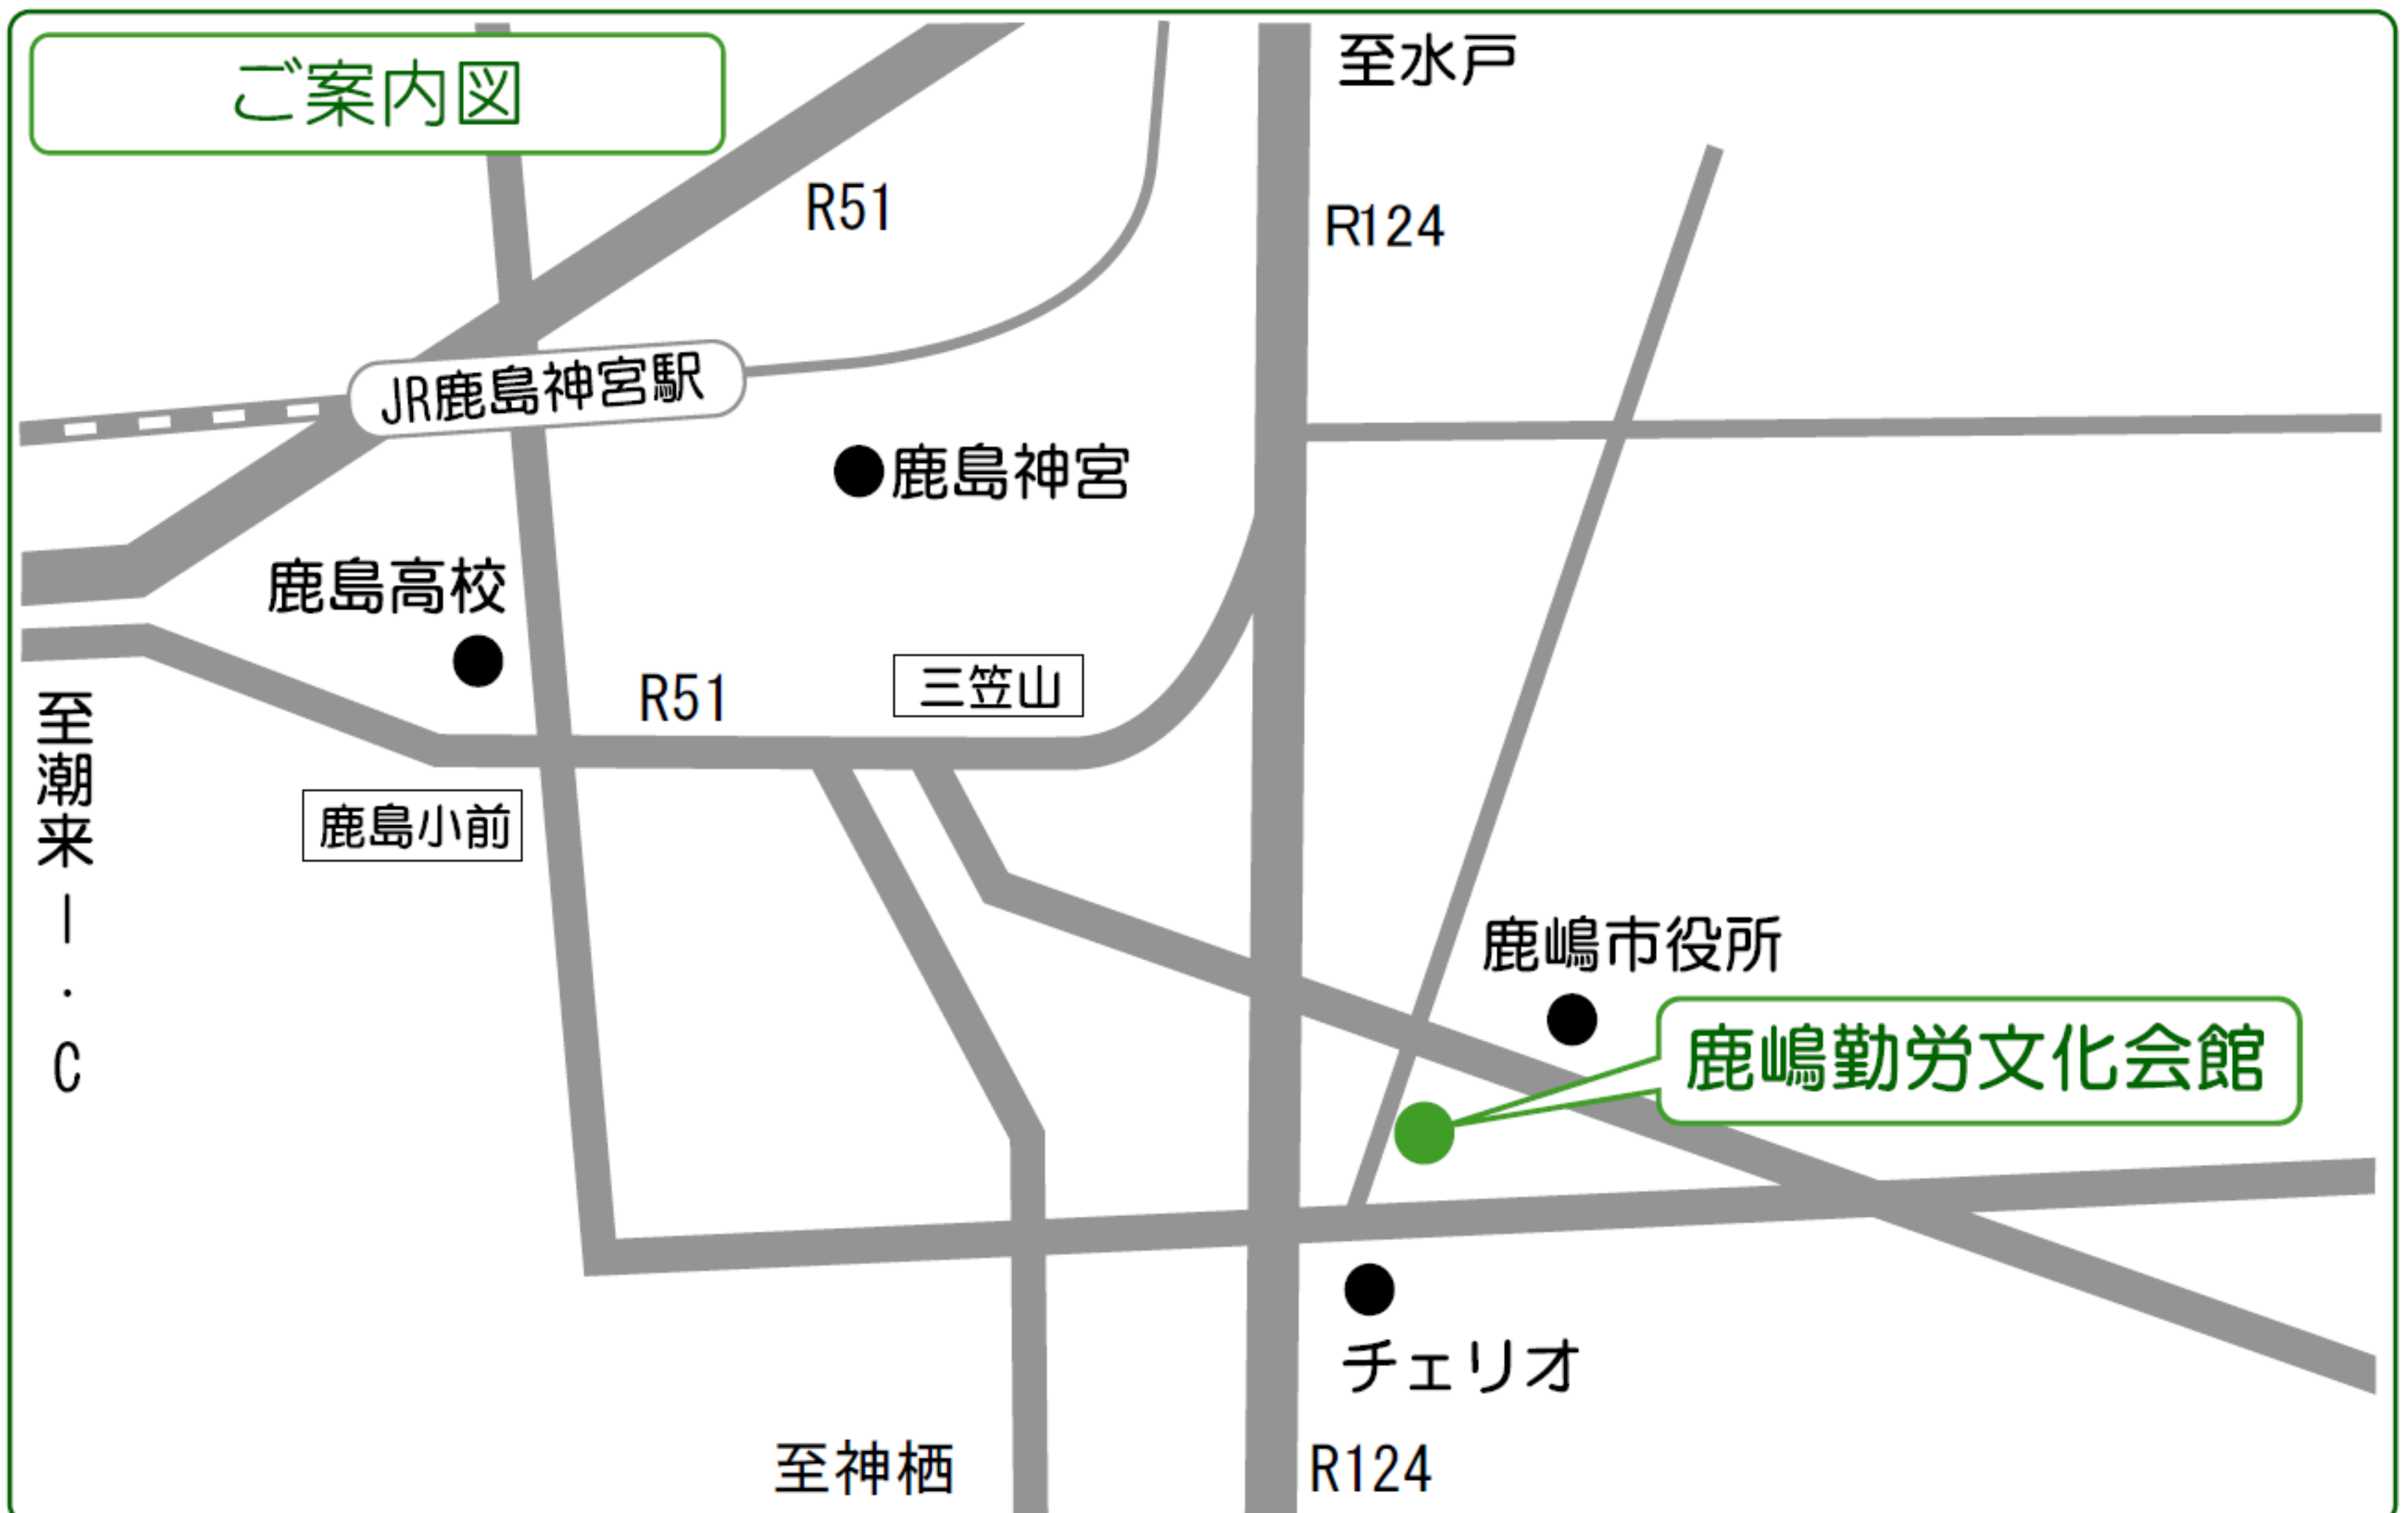 ご案内図
至水戸
R51
R124
JR鹿島神宮駅
鹿島神宮
鹿島高校
R51
三笠山
至潮来I.C
鹿島小前
鹿嶋市役所
鹿嶋勤労文化会館
チェリオ
至神栖
R124